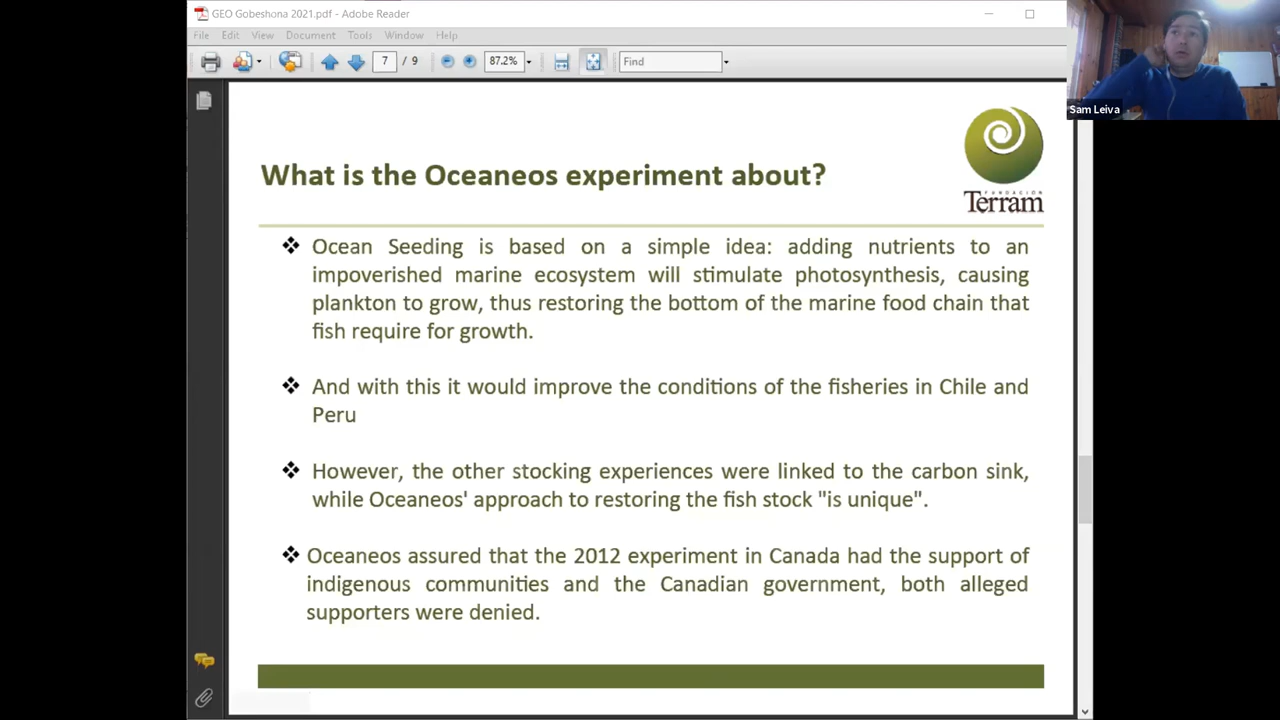 GEO Gobeshona 2021.pdf - Adobe Reader
File Edit View Document Tools Window Help
7 / 9 87.2% Find
Sam Leiva
FUNDACIÓN
Terram
What is the Oceaneos experiment about?
❖ Ocean Seeding is based on a simple idea: adding nutrients to an
impoverished marine ecosystem will stimulate photosynthesis, causing
plankton to grow, thus restoring the bottom of the marine food chain that
fish require for growth.
❖ And with this it would improve the conditions of the fisheries in Chile and
Peru
❖ However, the other stocking experiences were linked to the carbon sink,
while Oceaneos' approach to restoring the fish stock "is unique".
❖ Oceaneos assured that the 2012 experiment in Canada had the support of
indigenous communities and the Canadian government, both alleged
supporters were denied.